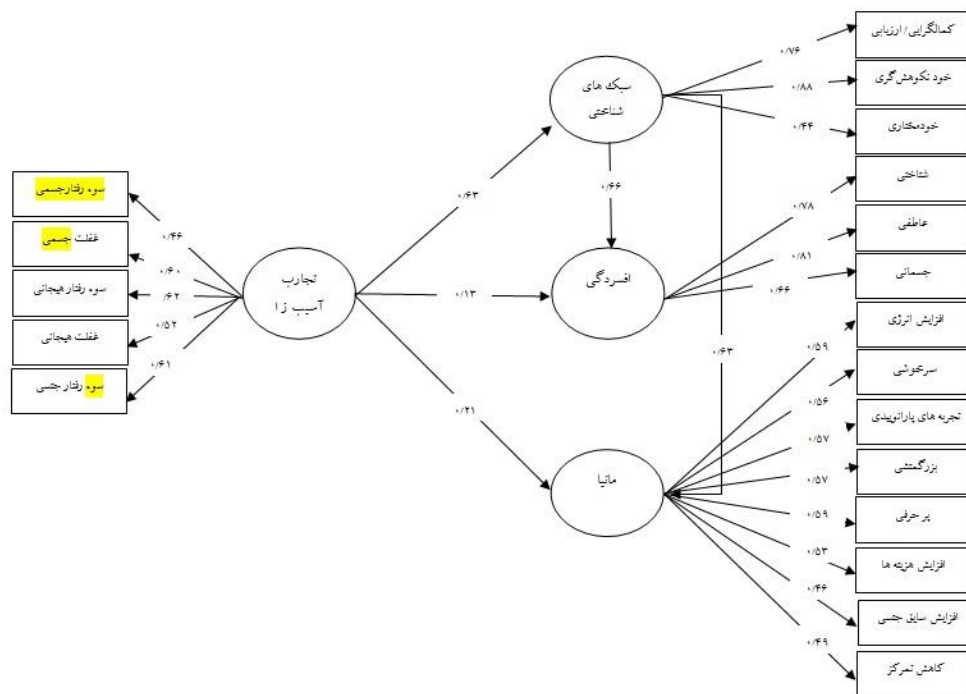 کمالگرایی/ ارزیابی
۰/۷۶
خود نکوهش‌گری
سبک های
شناختی
۰/۸۸
خودمختاری
۰/۴۴
شناختی
سوء رفتارجسمی
۰/۶۳
۰/۶۶
۰/۷۸
عاطفی
۰/۴۶
غفلت جسمی
۰/۸۱
جسمانی
۰/۶۰
تجارب
آسیب ز ا
افسردگی
۰/۶۶
سوء رفتار هیجانی
۰/۶۲
۰/۱۳
افزایش انرژی
غفلت هیجانی
۰/۵۲
۰/۶۳
۰/۵۹
سرخوشی
سوء رفتار جنسی
۰/۶۱
۰/۵۶
تجربه های پارانوییدی
۰/۲۱
۰/۵۷
بزرگمنشی
مانیا
۰/۵۷
پر حرفی
۰/۵۹
افزایش هزینه ها
۰/۵۳
افزایش سایق جنسی
۰/۴۶
کاهش تمرکز
۰/۴۹